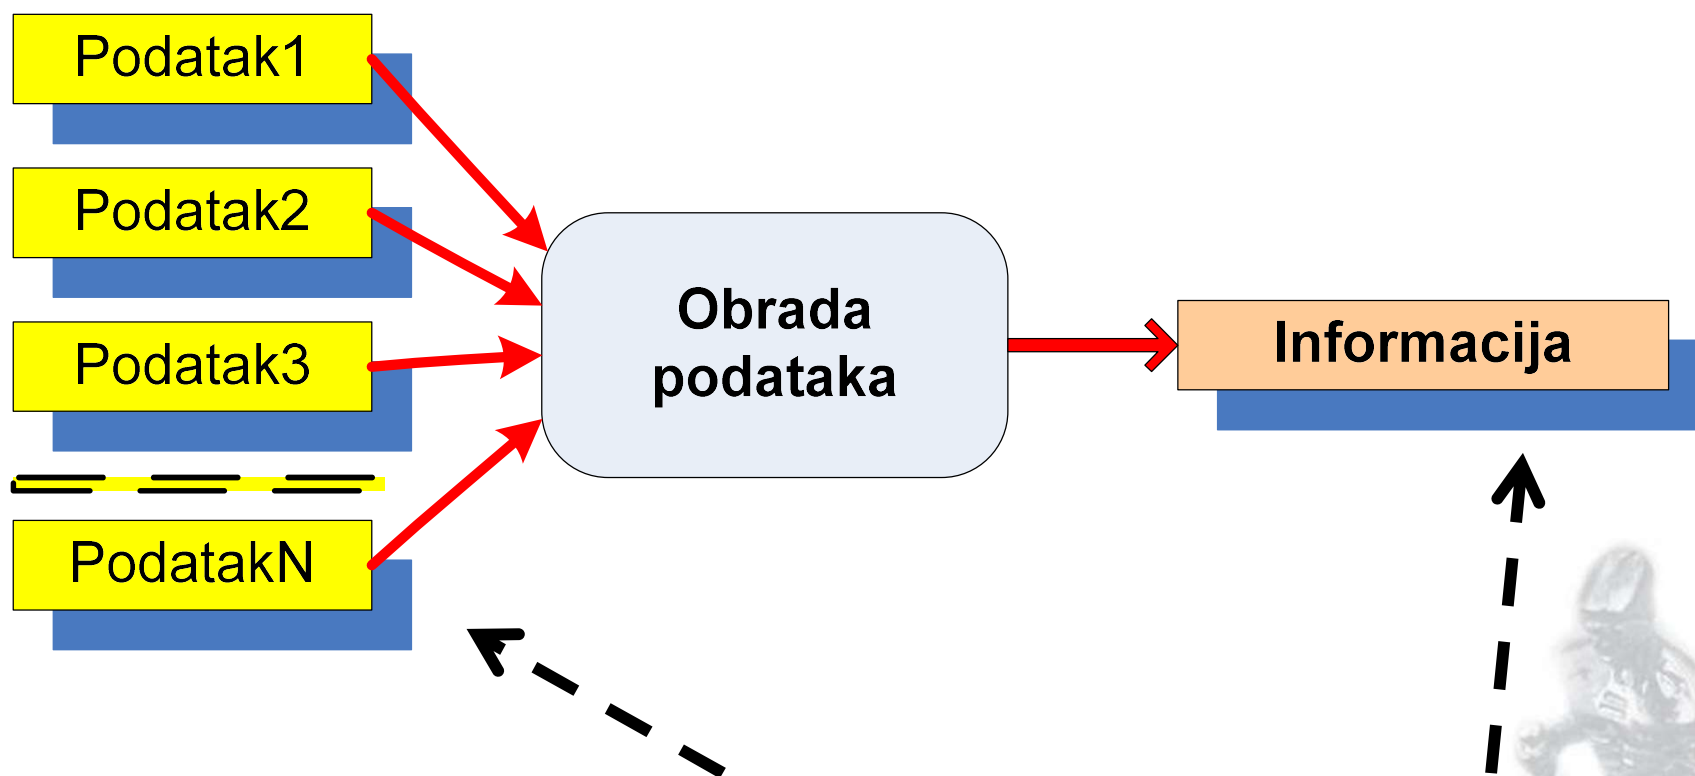 Podatak1
Podatak2
Podatak3
PodatakN
Obrada
podataka
Informacija